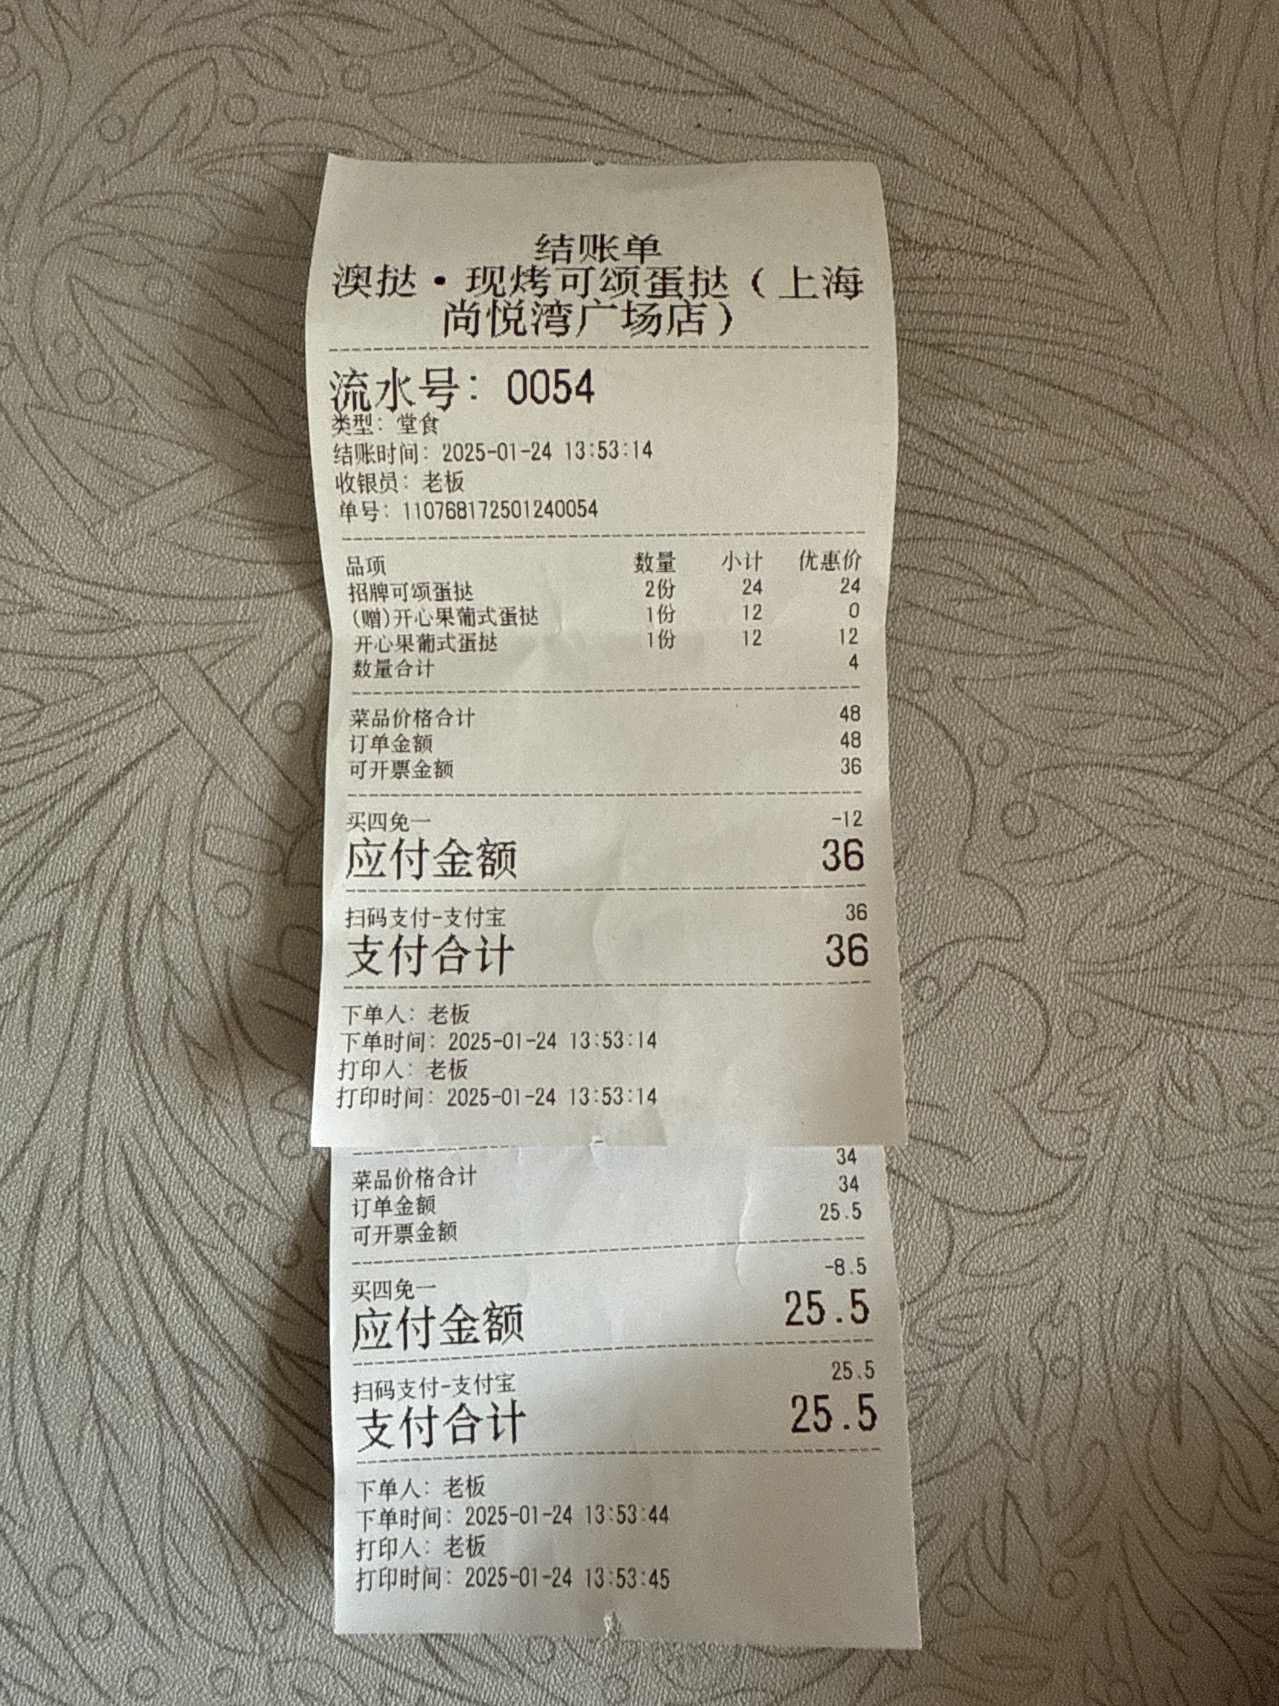 结账单
澳挞·现烤可颂蛋挞（上海
尚悦湾广场店）
流水号：0054
类型：堂食
结账时间：2025-01-24 13:53:14
收银员：老板
单号：110768172501240054
品项 数量 小计 优惠价
招牌可颂蛋挞 2份 24 24
(赠)开心果葡式蛋挞 1份 12 0
开心果葡式蛋挞 1份 12 12
数量合计 4
菜品价格合计 48
订单金额 48
可开票金额 36
买四免一 -12
应付金额 36
扫码支付-支付宝 36
支付合计 36
下单人：老板
下单时间：2025-01-24 13:53:14
打印人：老板
打印时间：2025-01-24 13:53:14
菜品价格合计 34
订单金额 34
可开票金额 25.5
买四免一 -8.5
应付金额 25.5
扫码支付-支付宝 25.5
支付合计 25.5
下单人：老板
下单时间：2025-01-24 13:53:44
打印人：老板
打印时间：2025-01-24 13:53:45